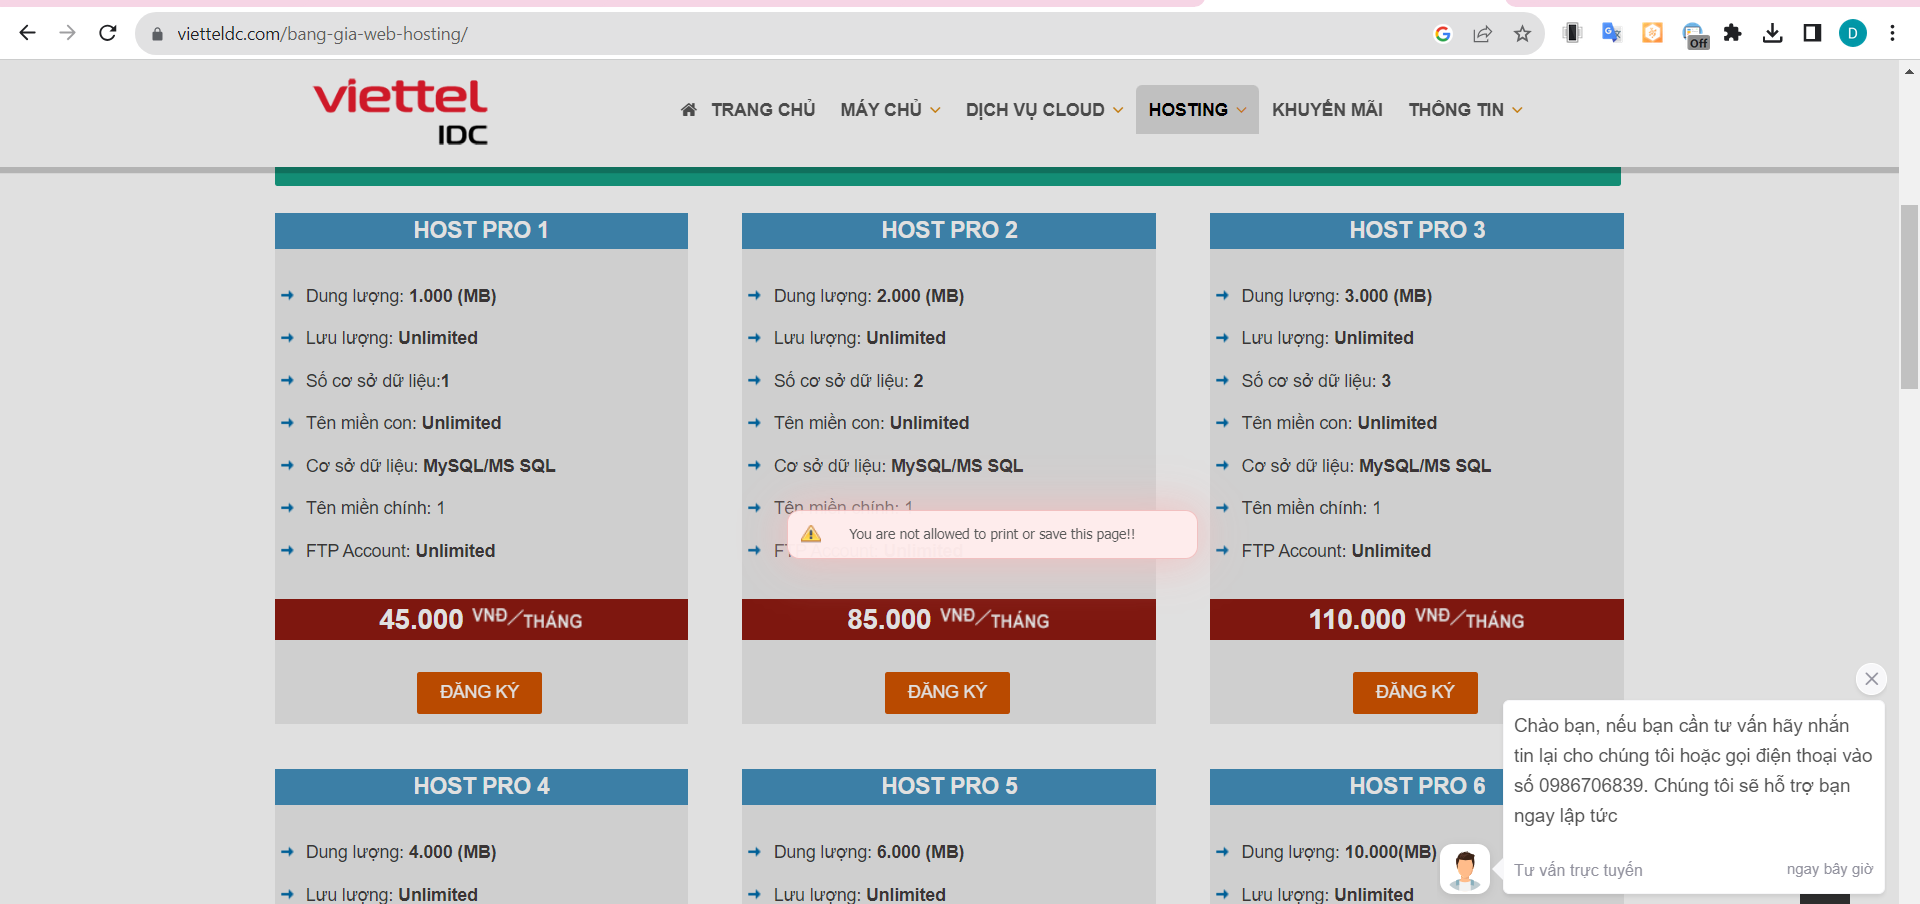 vietteldc.com/bang-gia-web-hosting/
Off
D
viettel
IDC
TRANG CHỦ MÁY CHỦ DỊCH VỤ CLOUD HOSTING KHUYẾN MÃI THÔNG TIN
HOST PRO 1
Dung lượng: 1.000 (MB)
Lưu lượng: Unlimited
Số cơ sở dữ liệu:1
Tên miền con: Unlimited
Cơ sở dữ liệu: MySQL/MS SQL
Tên miền chính: 1
FTP Account: Unlimited
45.000 VNĐ/THÁNG
ĐĂNG KÝ
HOST PRO 2
Dung lượng: 2.000 (MB)
Lưu lượng: Unlimited
Số cơ sở dữ liệu: 2
Tên miền con: Unlimited
Cơ sở dữ liệu: MySQL/MS SQL
Tên miền chính: 1
You are not allowed to print or save this page!!
85.000 VNĐ/THÁNG
ĐĂNG KÝ
HOST PRO 3
Dung lượng: 3.000 (MB)
Lưu lượng: Unlimited
Số cơ sở dữ liệu: 3
Tên miền con: Unlimited
Cơ sở dữ liệu: MySQL/MS SQL
Tên miền chính: 1
FTP Account: Unlimited
110.000 VNĐ/THÁNG
ĐĂNG KÝ
HOST PRO 4
Dung lượng: 4.000 (MB)
Lưu lượng: Unlimited
HOST PRO 5
Dung lượng: 6.000 (MB)
Lưu lượng: Unlimited
HOST PRO 6
Dung lượng: 10.000(MB)
Lưu lượng: Unlimited
Chào bạn, nếu bạn cần tư vấn hãy nhắn
tin lại cho chúng tôi hoặc gọi điện thoại vào
số 0986706839. Chúng tôi sẽ hỗ trợ bạn
ngay lập tức
Tư vấn trực tuyến ngay bây giờ